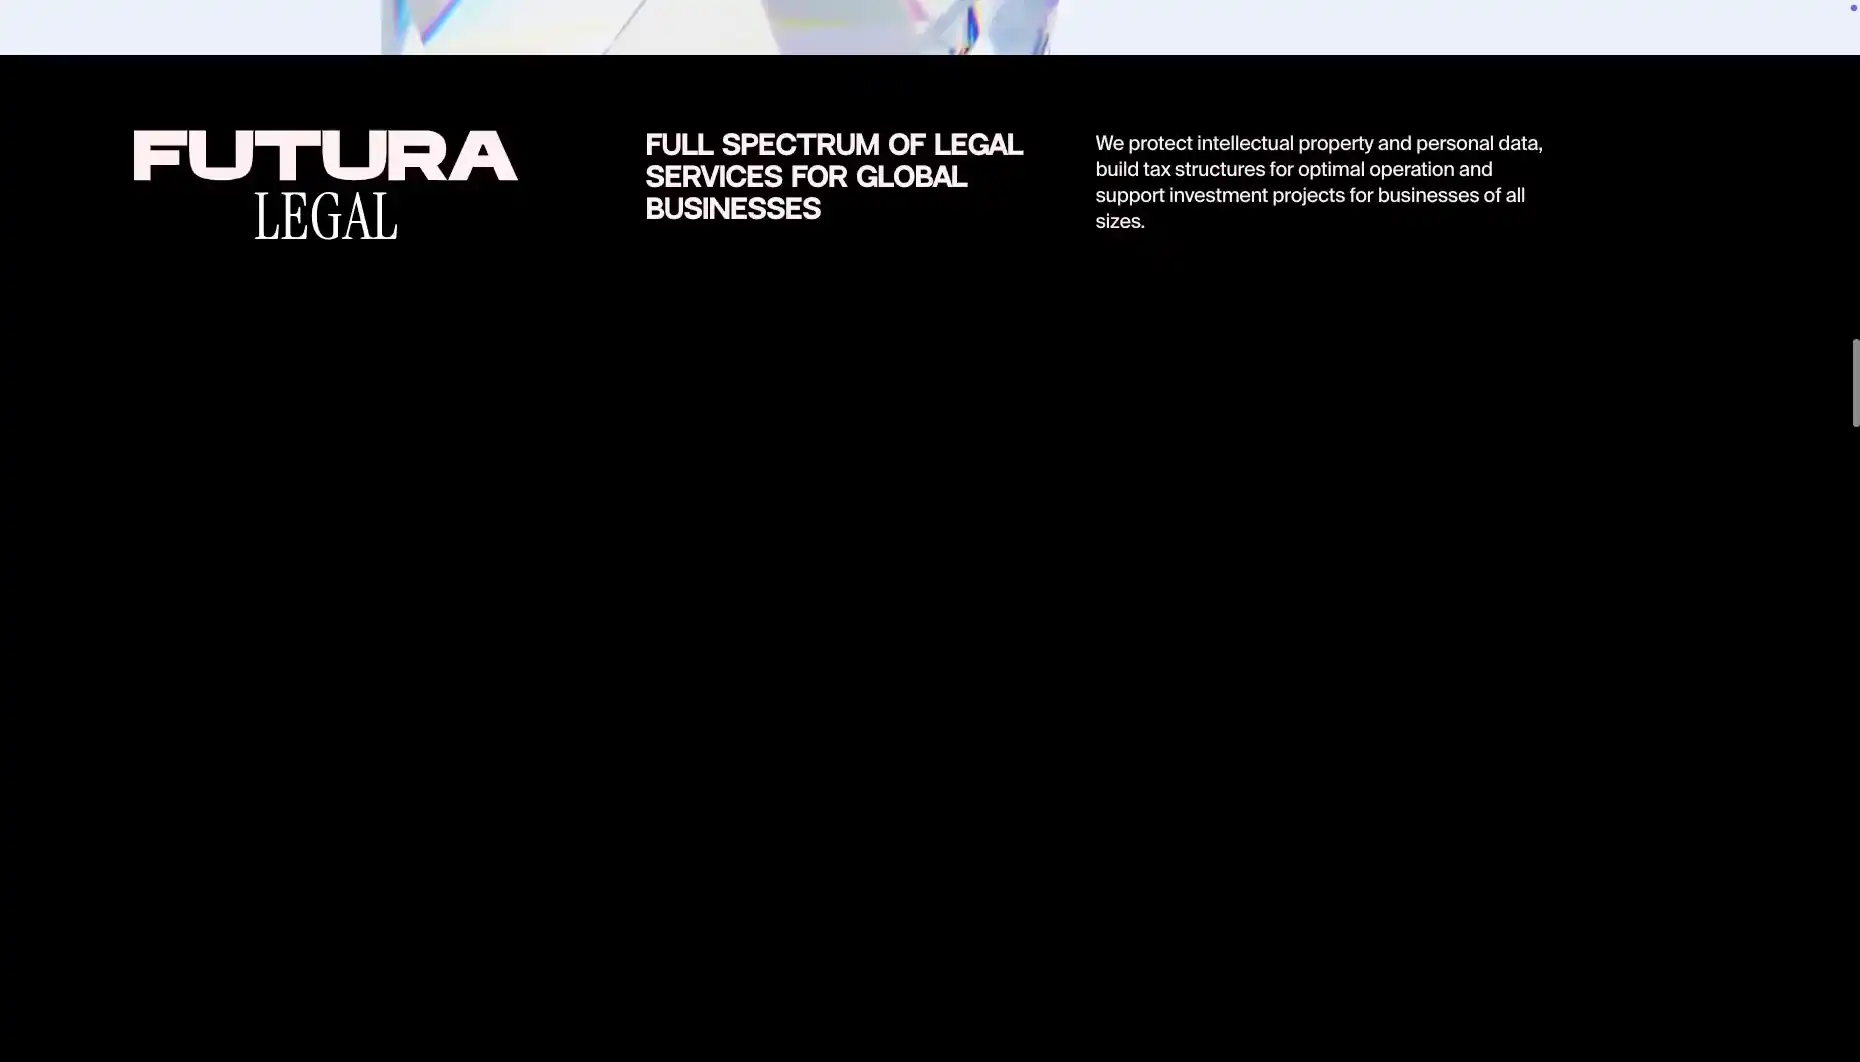 FUTURA
LEGAL
FULL SPECTRUM OF LEGAL
SERVICES FOR GLOBAL
BUSINESSES
We protect intellectual property and personal data,
build tax structures for optimal operation and
support investment projects for businesses of all
sizes.